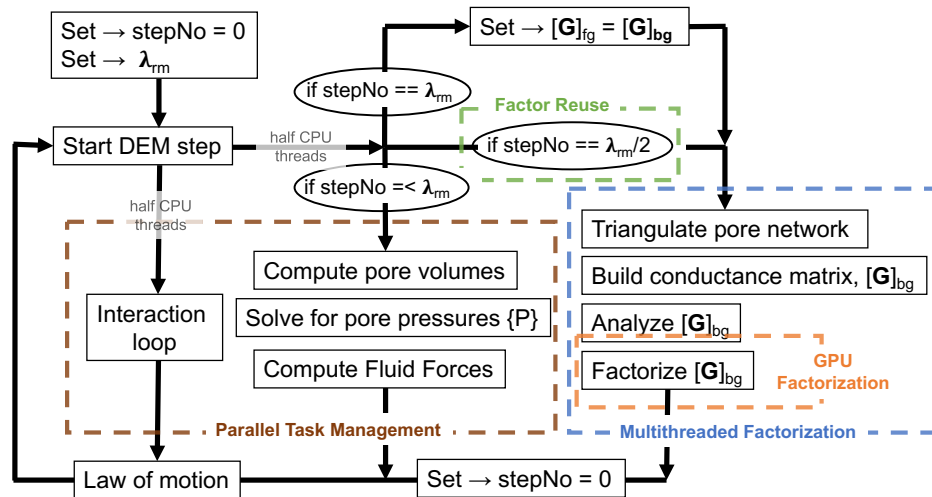 Set → stepNo = 0
Set → λrm
Set → [G]fg = [G]bg
if stepNo == λrm
Factor Reuse
Start DEM step
half CPU
threads
if stepNo == λrm/2
if stepNo =< λrm
half CPU
threads
Triangulate pore network
Compute pore volumes
Build conductance matrix, [G]bg
Interaction
loop
Solve for pore pressures {P}
Analyze [G]bg
Compute Fluid Forces
Factorize [G]bg
GPU
Factorization
Parallel Task Management
Multithreaded Factorization
Law of motion
Set → stepNo = 0